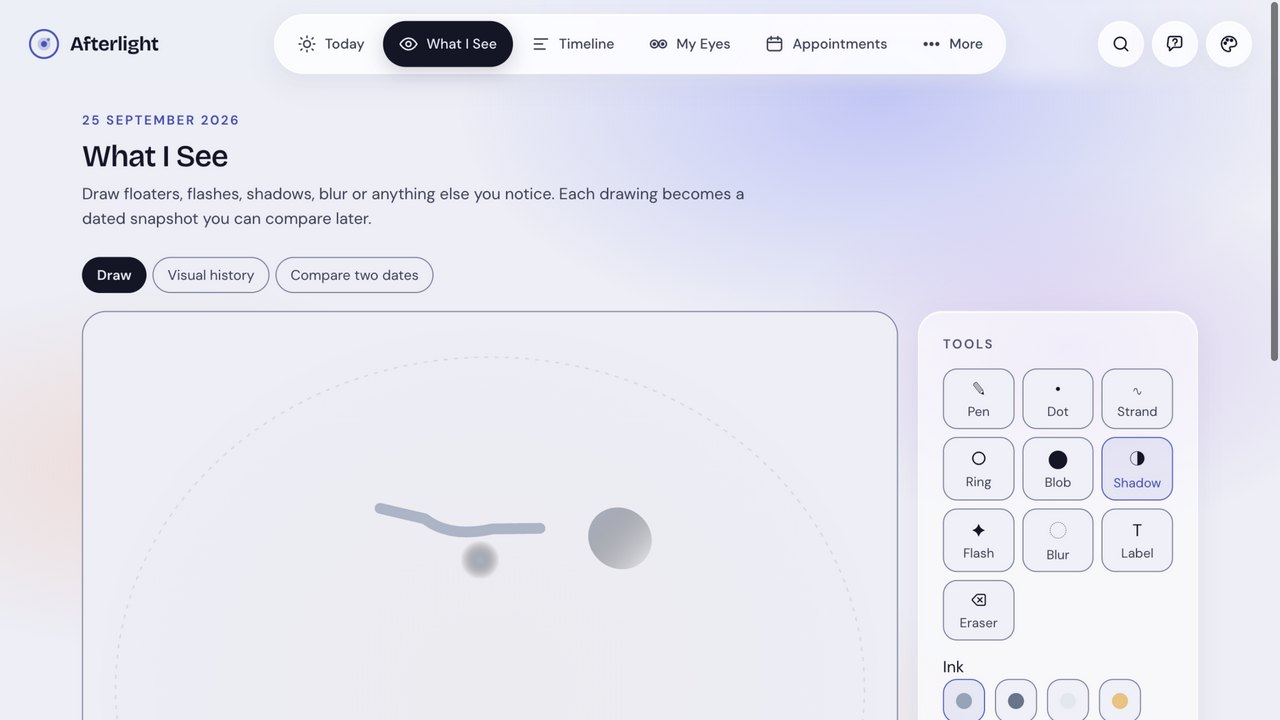 Afterlight
Today
What I See
Timeline
My Eyes
Appointments
More
25 SEPTEMBER 2026
What I See
Draw floaters, flashes, shadows, blur or anything else you notice. Each drawing becomes a
dated snapshot you can compare later.
Draw
Visual history
Compare two dates
TOOLS
Pen
Dot
Strand
Ring
Blob
Shadow
Flash
Blur
T
Label
Eraser
Ink